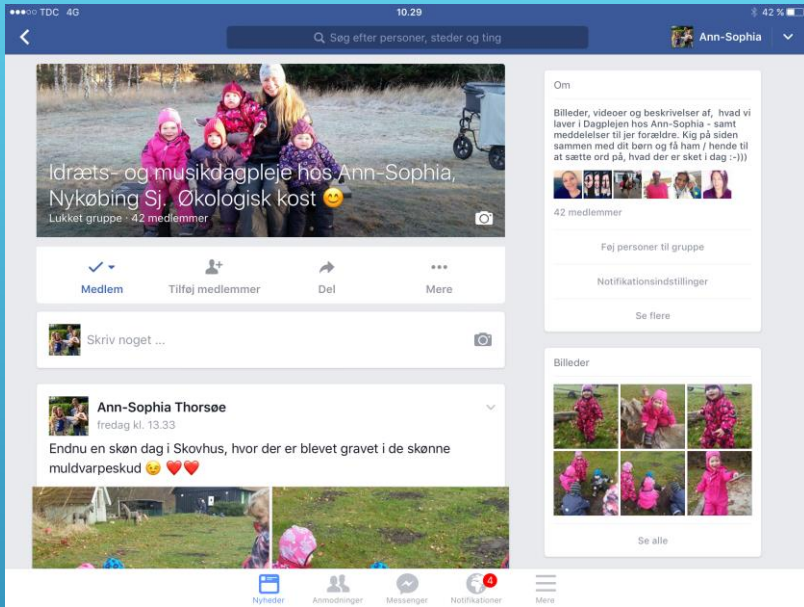 TDC 4G
10.29
42 %
Søg efter personer, steder og ting
Ann-Sophia
Idræts- og musikdagpleje hos Ann-Sophia,
Nykøbing Sj. Økologisk kost 😊
Lukket gruppe · 42 medlemmer
Medlem
Tilføj medlemmer
Del
Mere
Skriv noget ...
Ann-Sophia Thorsøe
fredag kl. 13.33
Endnu en skøn dag i Skovhus, hvor der er blevet gravet i de skønne
muldvarpeskud 😉 ❤️❤️
Om
Billeder, videoer og beskrivelser af, hvad vi
laver i Dagplejen hos Ann-Sophia - samt
meddelelser til jer forældre. Kig på siden
sammen med dit børn og få ham / hende til
at sætte ord på, hvad der er sket i dag :-)))
42 medlemmer
Føj personer til gruppe
Notifikationsindstillinger
Se flere
Billeder
Se alle
Nyheder
Anmodninger
Messenger
4
Notifikationer
Mere